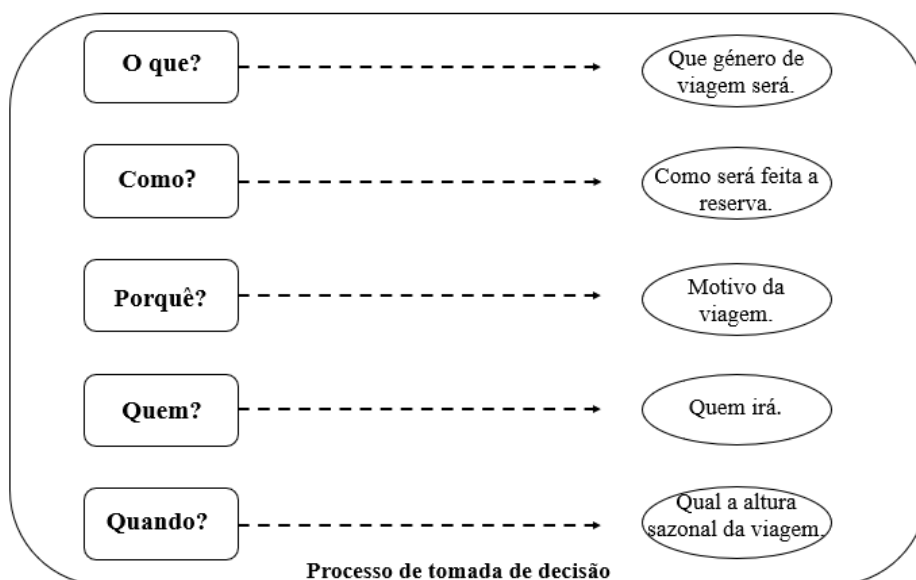 O que?
Que género de
viagem será.
Como?
Como será feita a
reserva.
Porquê?
Motivo da
viagem.
Quem?
Quem irá.
Quando?
Qual a altura
sazonal da viagem.
Processo de tomada de decisão